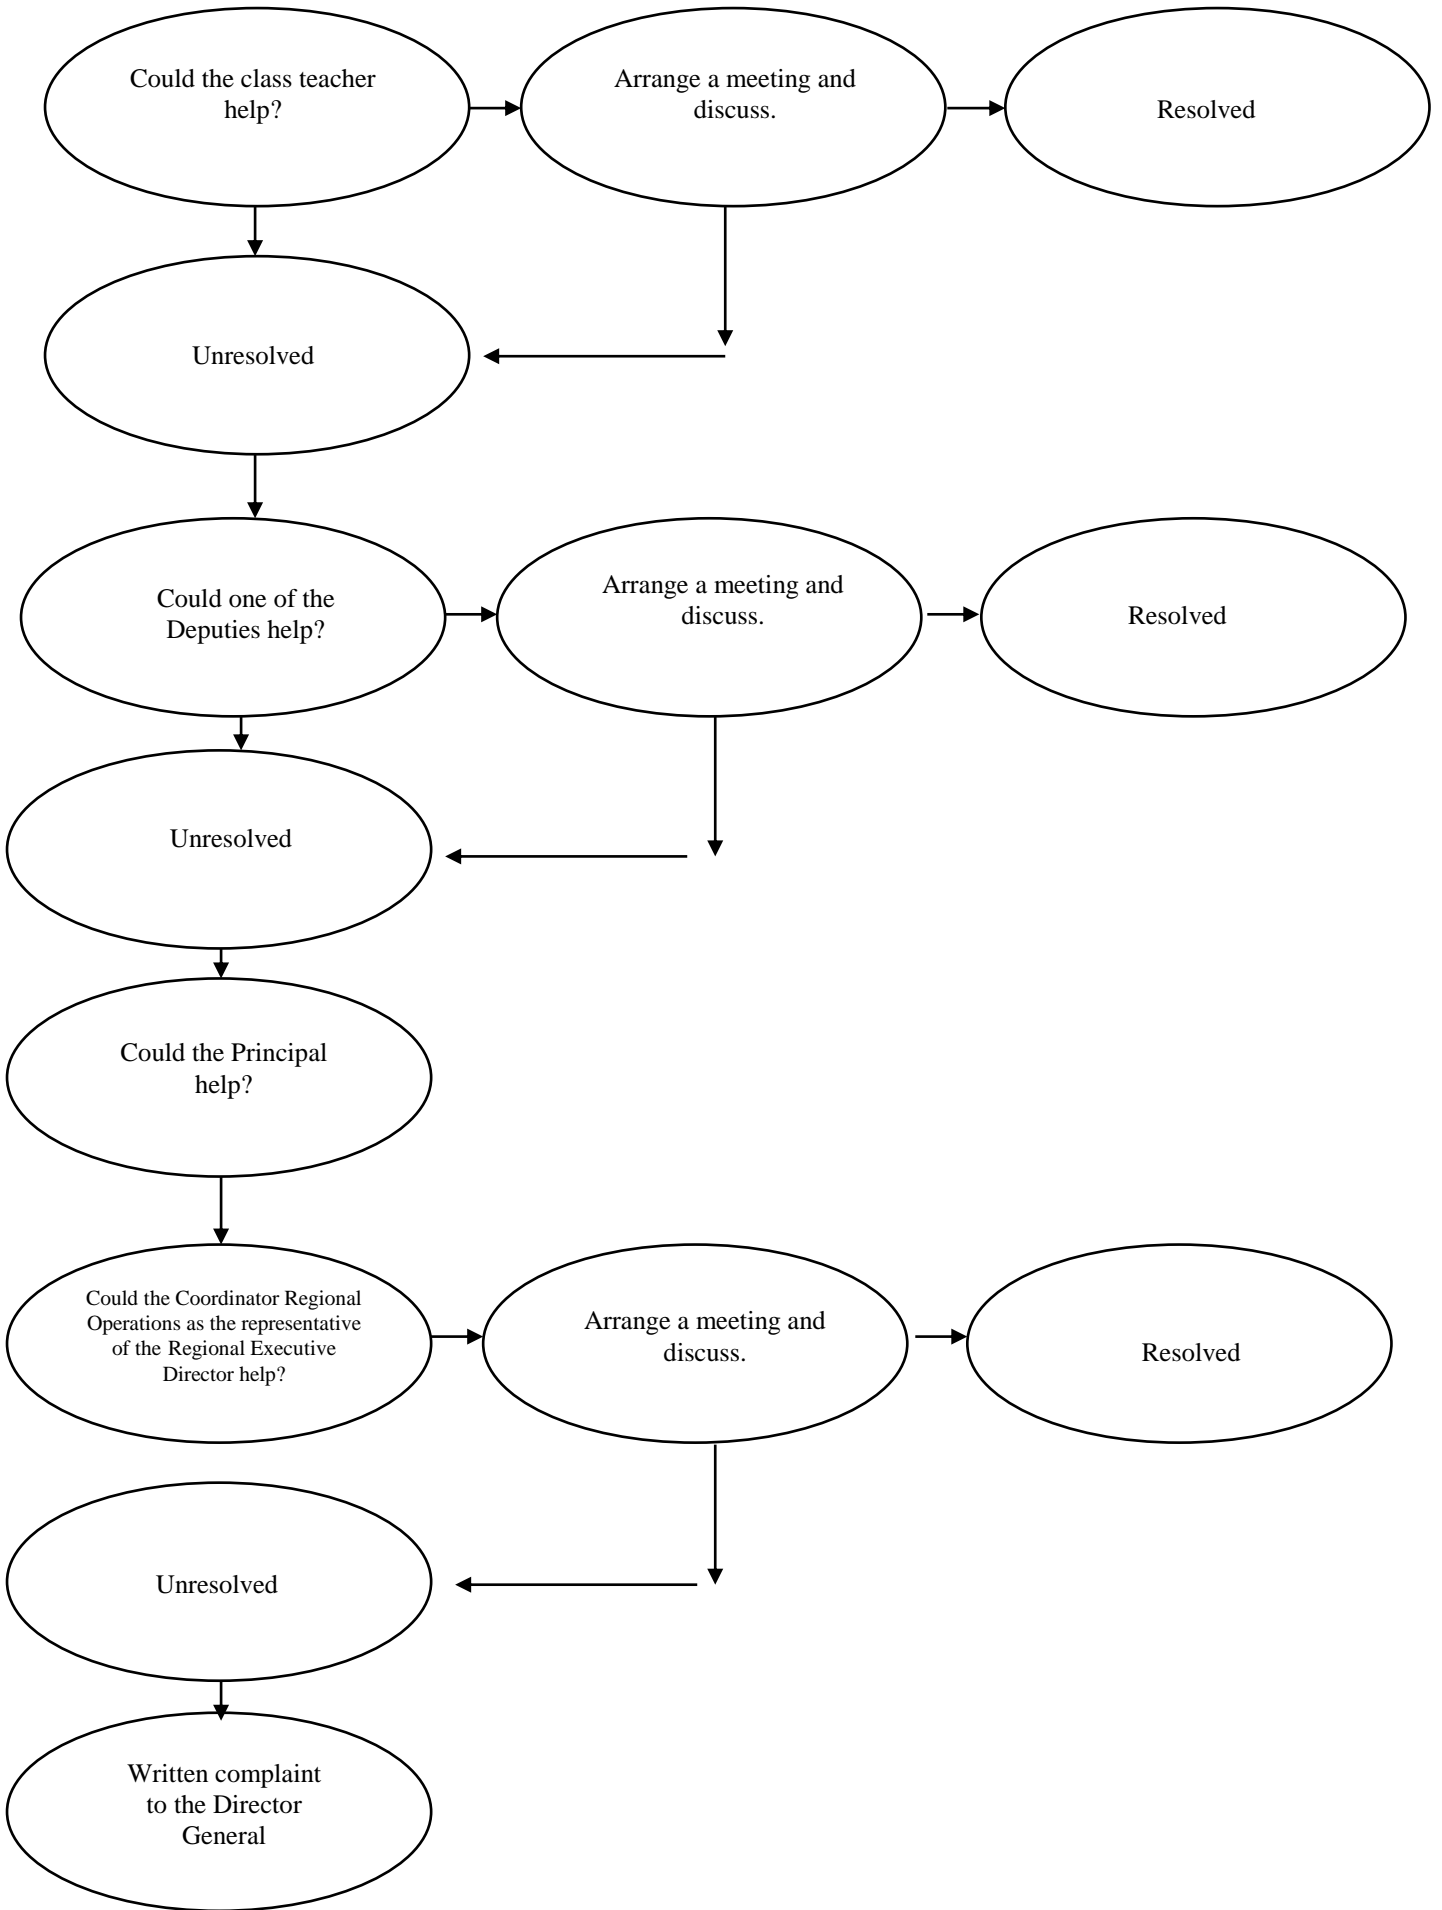 Could the class teacher
help?
Arrange a meeting and
discuss.
Resolved
Unresolved
Could one of the
Deputies help?
Arrange a meeting and
discuss.
Resolved
Unresolved
Could the Principal
help?
Could the Coordinator Regional
Operations as the representative
of the Regional Executive
Director help?
Arrange a meeting and
discuss.
Resolved
Unresolved
Written complaint
to the Director
General